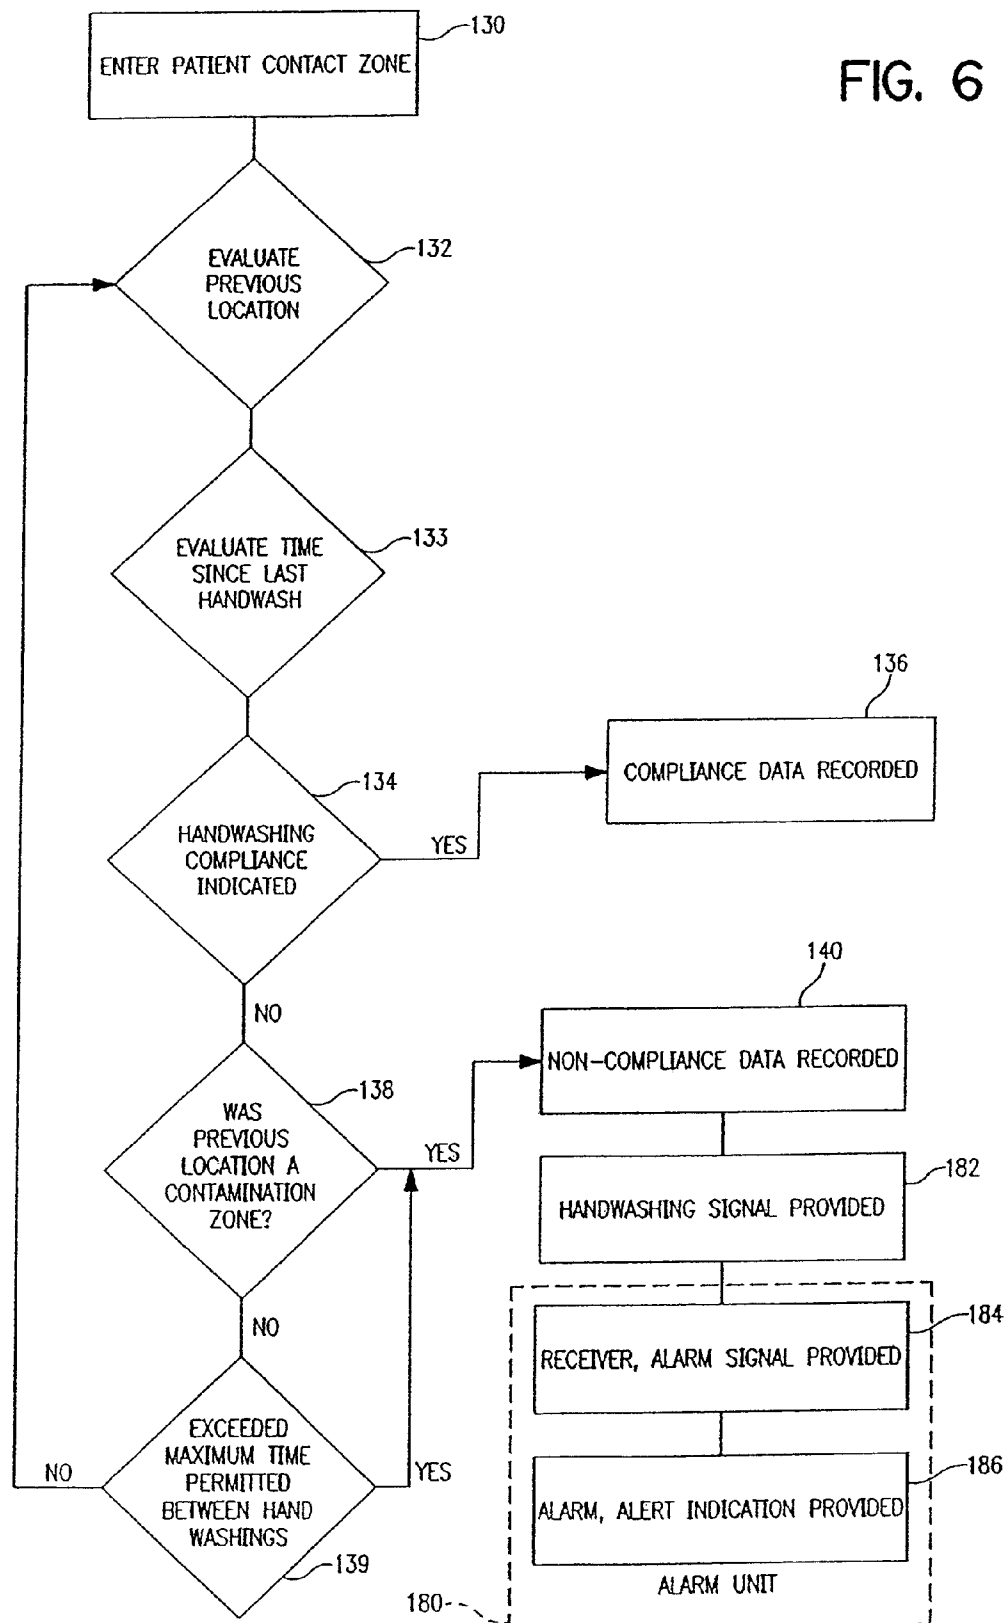 130
ENTER PATIENT CONTACT ZONE
FIG. 6
132
EVALUATE
PREVIOUS
LOCATION
133
EVALUATE TIME
SINCE LAST
HANDWASH
134
HANDWASHING
COMPLIANCE
INDICATED
YES
136
COMPLIANCE DATA RECORDED
NO
138
WAS
PREVIOUS
LOCATION A
CONTAMINATION
ZONE?
YES
140
NON-COMPLIANCE DATA RECORDED
182
HANDWASHING SIGNAL PROVIDED
NO
184
RECEIVER, ALARM SIGNAL PROVIDED
EXCEEDED
MAXIMUM TIME
PERMITTED
BETWEEN HAND
WASHINGS
NO
YES
139
186
ALARM, ALERT INDICATION PROVIDED
ALARM UNIT
180